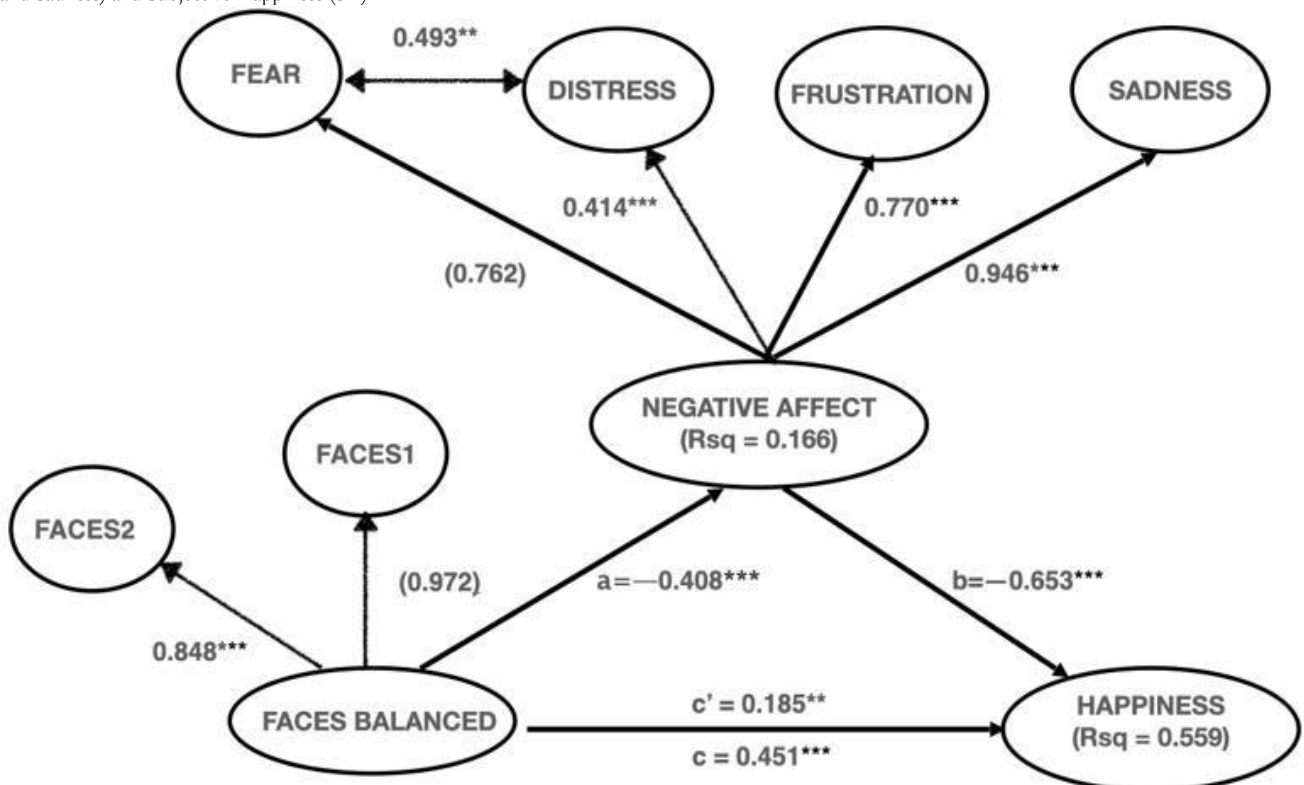 0.493**
FEAR
DISTRESS
FRUSTRATION
SADNESS
0.414***
0.770***
(0.762)
0.946***
NEGATIVE AFFECT
(Rsq = 0.166)
FACES1
FACES2
(0.972)
a=—0.408***
b=—0.653***
0.848***
c’ = 0.185**
FACES BALANCED
HAPPINESS
(Rsq = 0.559)
c = 0.451***